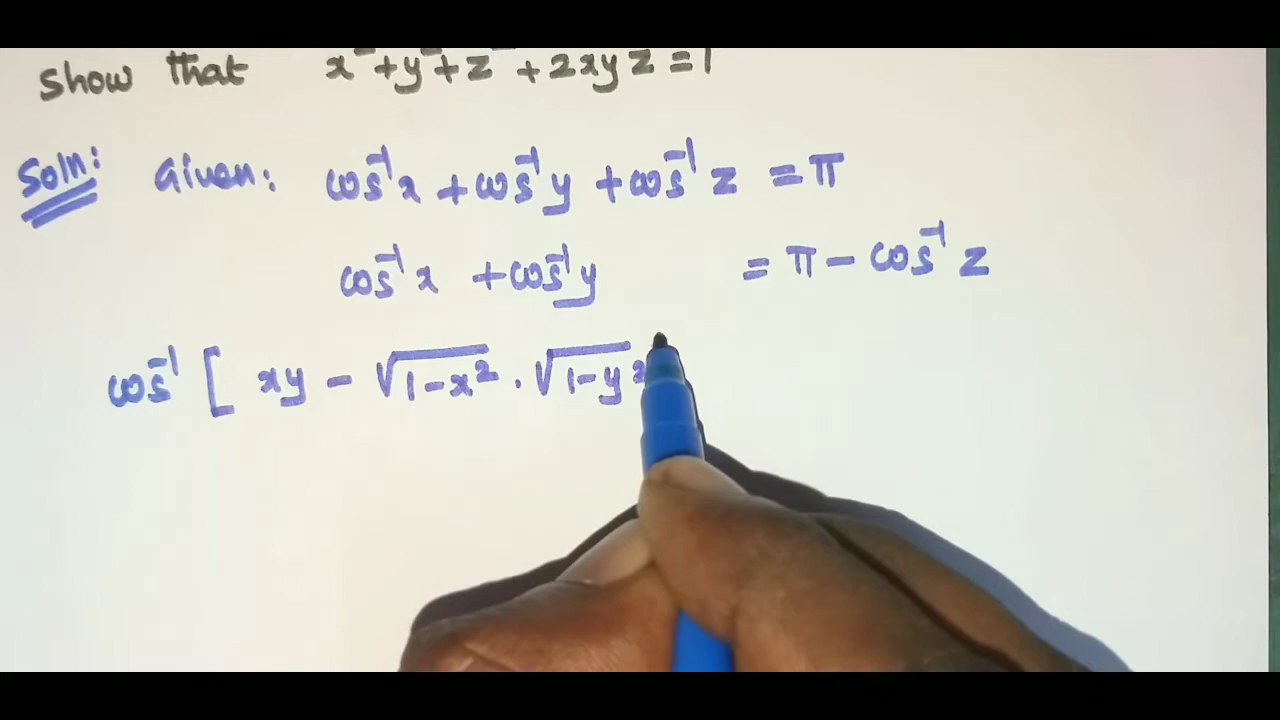 Show that x²+y²+z²+2xyz=1
Soln: Given: cos⁻¹x+cos⁻¹y+cos⁻¹z=π
cos⁻¹x+cos⁻¹y=π-cos⁻¹z
cos⁻¹[xy-√1-x².√1-y²